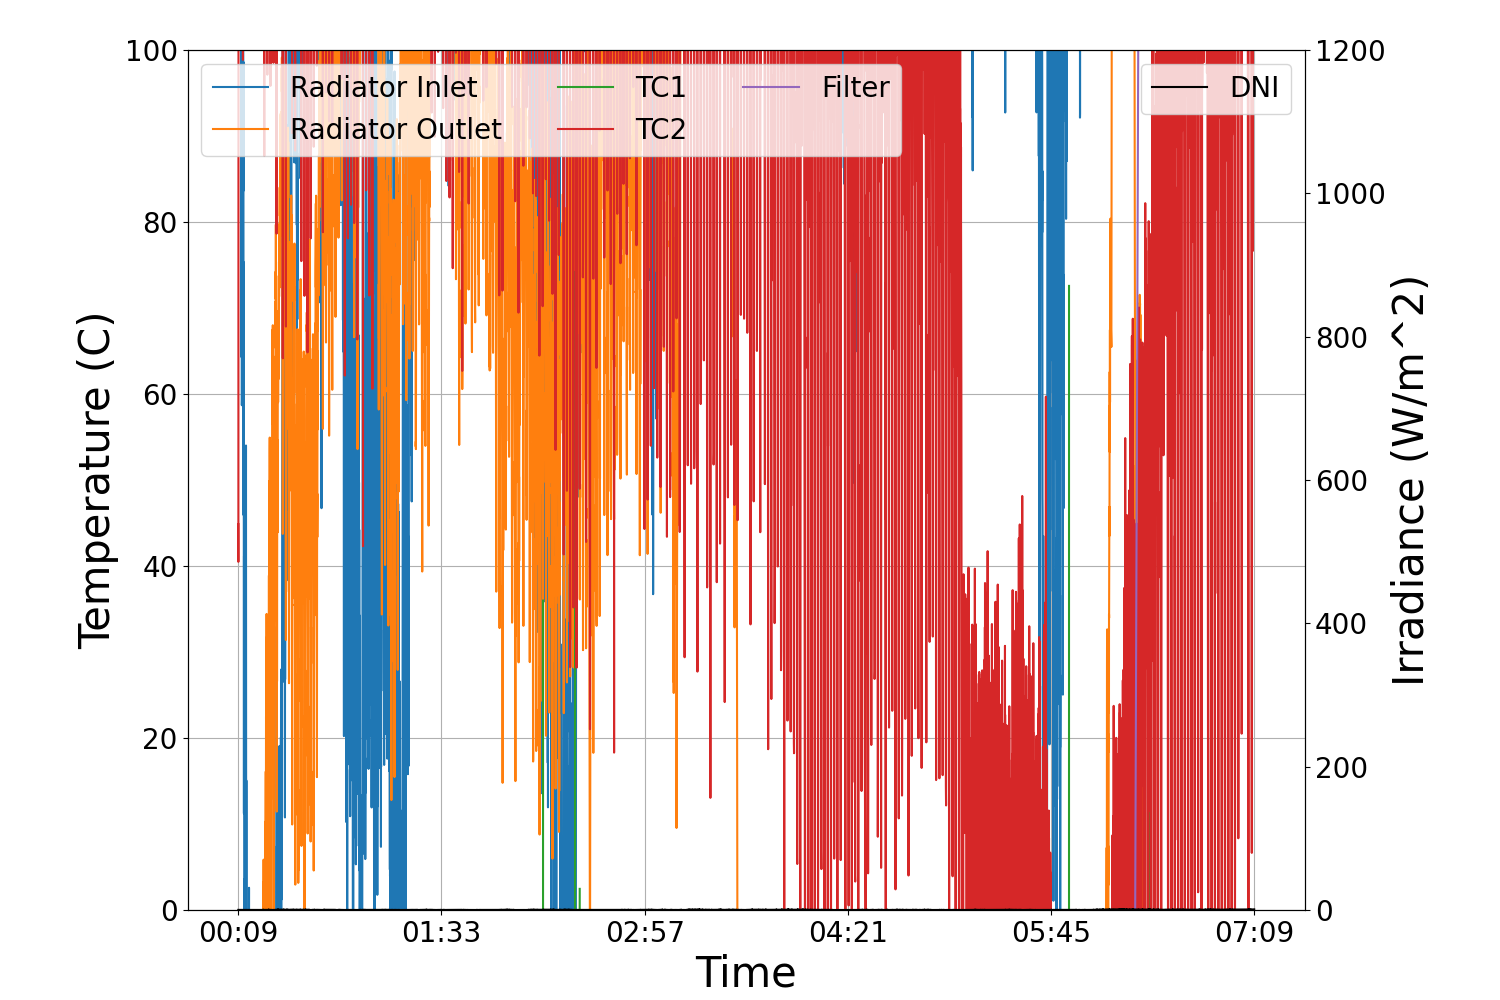 100
80
60
40
20
0
Temperature (C)
Radiator Inlet
Radiator Outlet
TC1
TC2
Filter
DNI
1200
1000
800
600
400
200
0
Irradiance (W/m^2)
00:09 01:33 02:57 04:21 05:45 07:09
Time